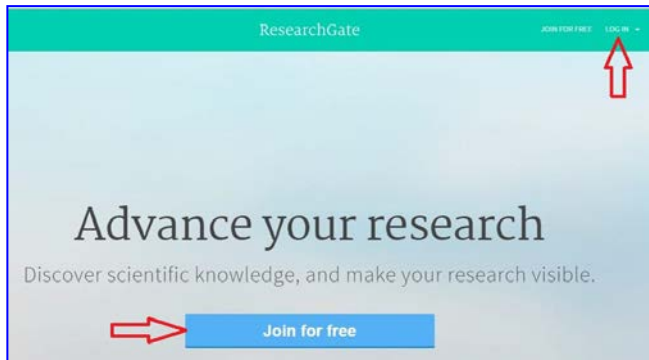 ResearchGate
JOIN FOR FREE LOG IN
Advance your research
Discover scientific knowledge, and make your research visible.
Join for free